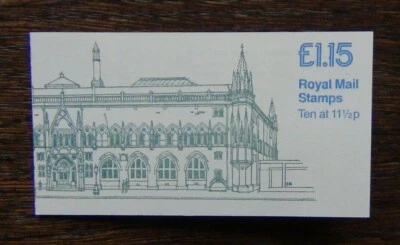 £1.15
Royal Mail
Stamps
Ten at 11½p